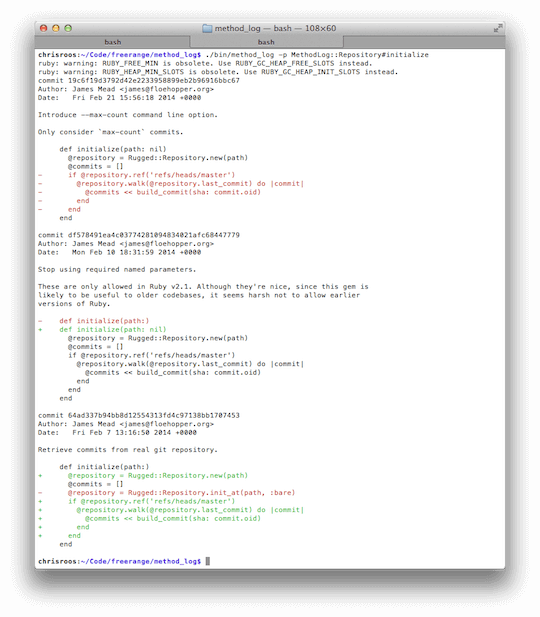 method_log — bash — 108×60
bash bash
chrisroos:~/Code/freerange/method_log$ ./bin/method_log -p MethodLog::Repository#initialize
ruby: warning: RUBY_FREE_MIN is obsolete. Use RUBY_GC_HEAP_FREE_SLOTS instead.
ruby: warning: RUBY_HEAP_MIN_SLOTS is obsolete. Use RUBY_GC_HEAP_INIT_SLOTS instead.
commit 19c6f19d3792d42e2233958899eb2b96916bbc67
Author: James Mead <james@floehopper.org>
Date:   Fri Feb 21 15:56:18 2014 +0000
Introduce --max-count command line option.
Only consider `max-count` commits.
     def initialize(path: nil)
       @repository = Rugged::Repository.new(path)
       @commits = []
-      if @repository.ref('refs/heads/master')
-        @repository.walk(@repository.last_commit) do |commit|
-          @commits << build_commit(sha: commit.oid)
-        end
-      end
     end
commit df578491ea4c03774281094834021afc68447779
Author: James Mead <james@floehopper.org>
Date:   Mon Feb 10 18:31:59 2014 +0000
Stop using required named parameters.
These are only allowed in Ruby v2.1. Although they're nice, since this gem is
likely to be useful to older codebases, it seems harsh not to allow earlier
versions of Ruby.
-    def initialize(path:)
+    def initialize(path: nil)
       @repository = Rugged::Repository.new(path)
       @commits = []
       if @repository.ref('refs/heads/master')
         @repository.walk(@repository.last_commit) do |commit|
           @commits << build_commit(sha: commit.oid)
         end
       end
     end
commit 64ad337b94bb8d12554313fd4c97138bb1707453
Author: James Mead <james@floehopper.org>
Date:   Fri Feb 7 13:16:50 2014 +0000
Retrieve commits from real git repository.
     def initialize(path:)
+      @repository = Rugged::Repository.new(path)
       @commits = []
-      @repository = Rugged::Repository.init_at(path, :bare)
+      if @repository.ref('refs/heads/master')
+        @repository.walk(@repository.last_commit) do |commit|
+          @commits << build_commit(sha: commit.oid)
+        end
+      end
     end
chrisroos:~/Code/freerange/method_log$